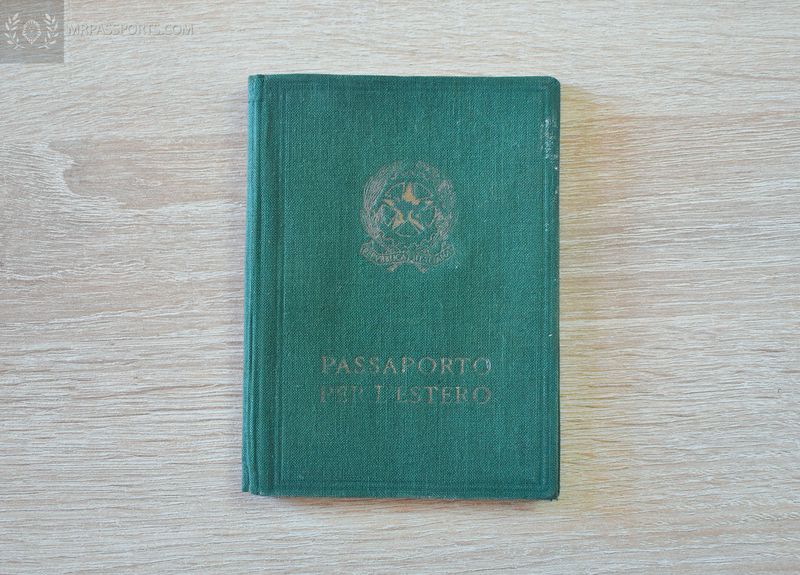 MRPASSPORTS.COM
REPVBBLICA ITALIANA
PASSAPORTO
PER L'ESTERO